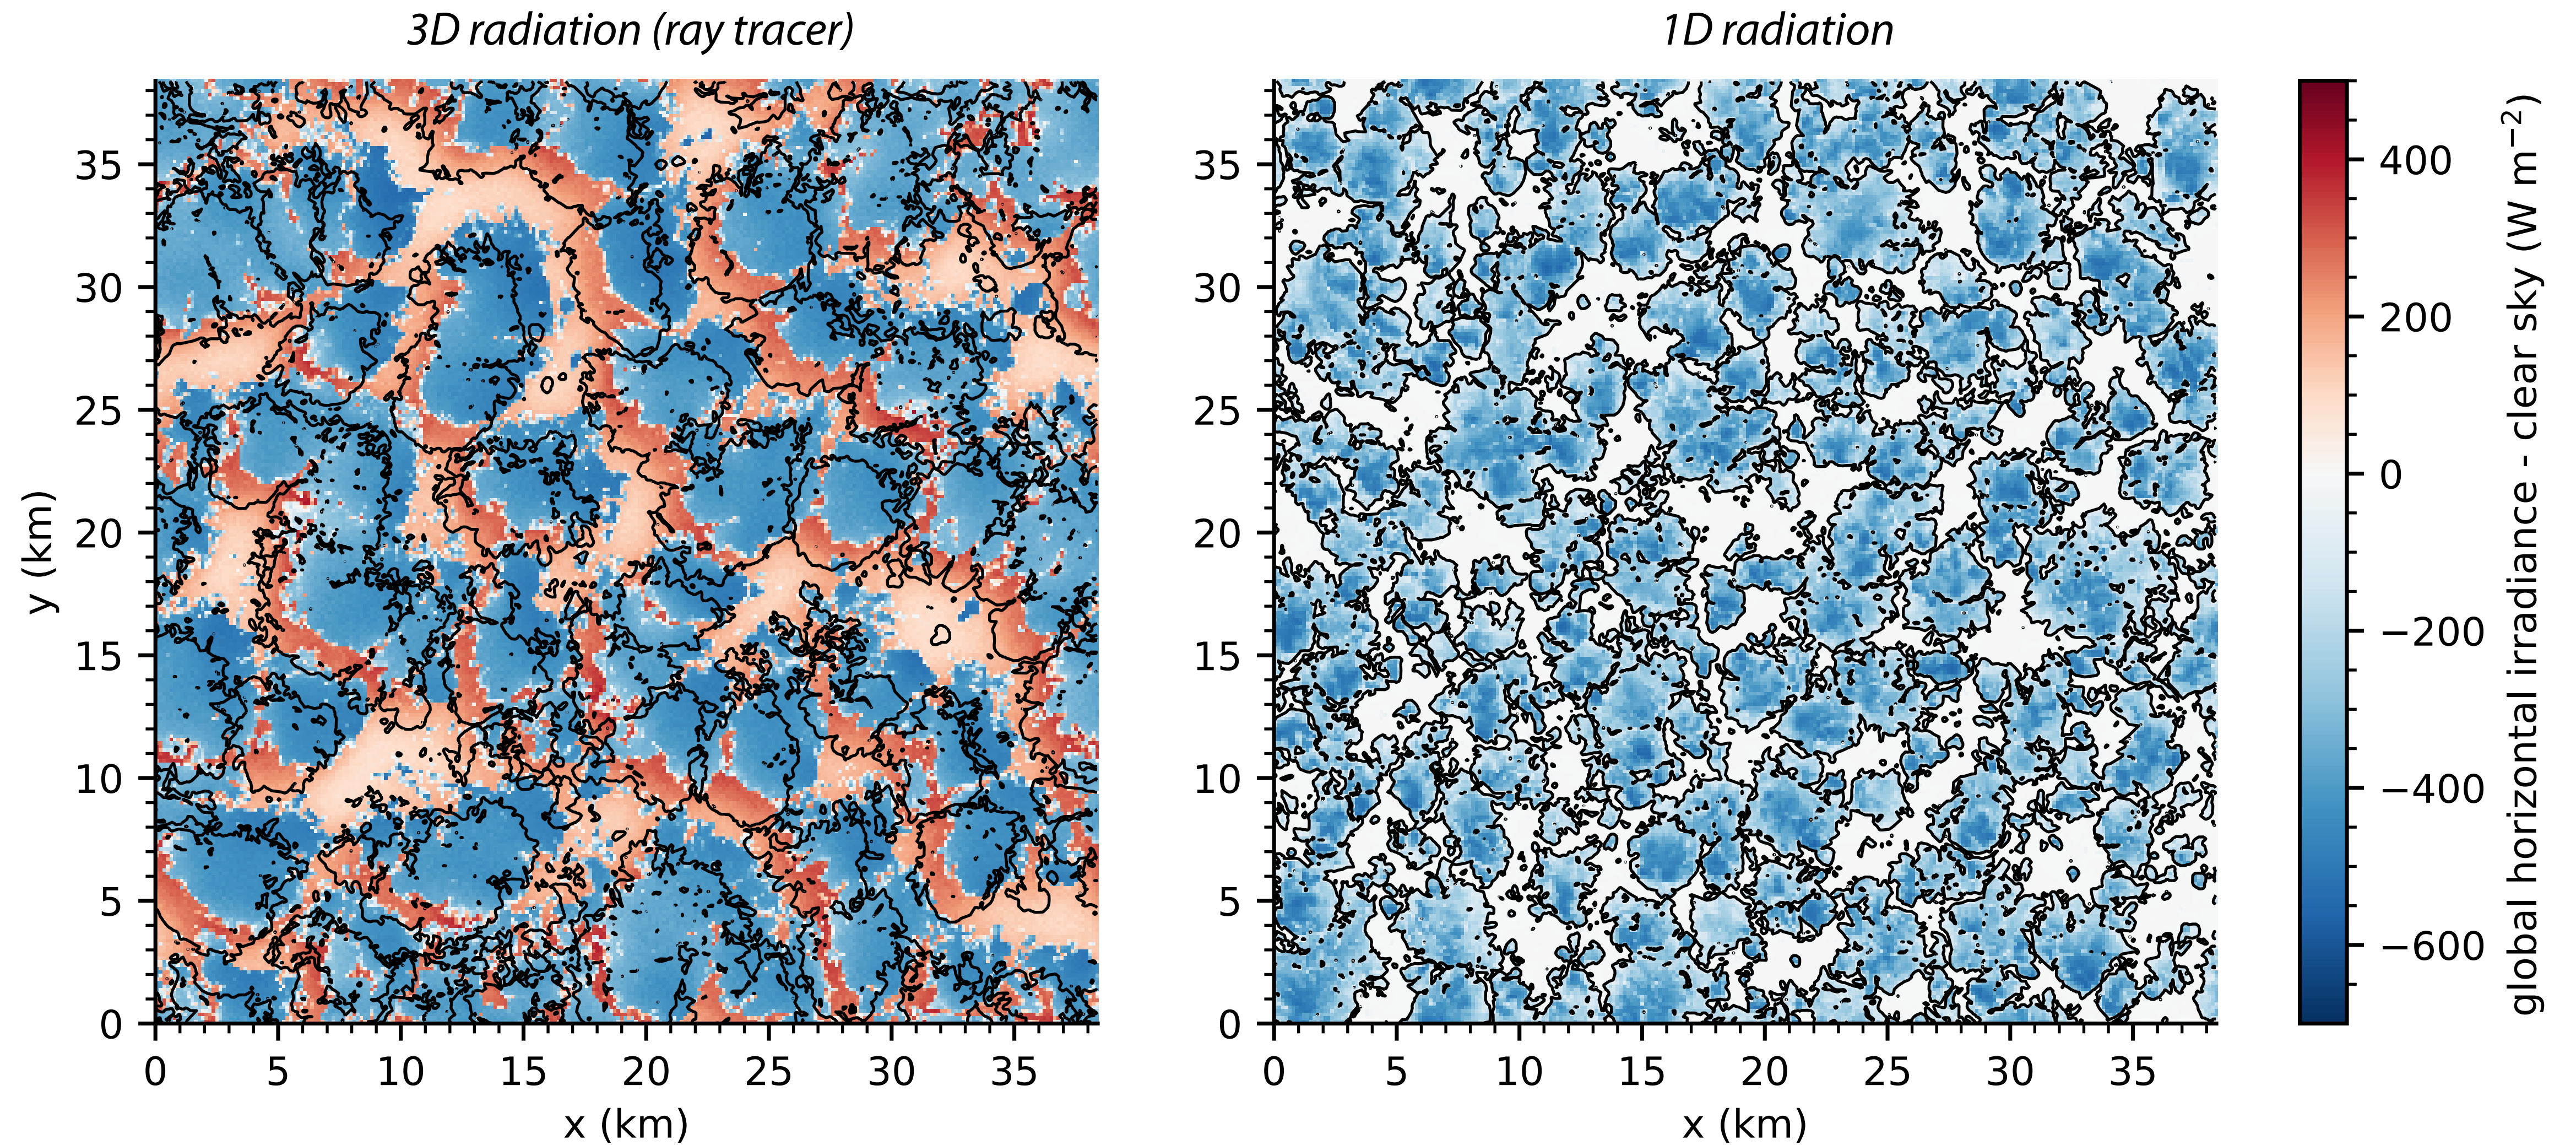 3D radiation (ray tracer)
1D radiation
35
30
25
20
15
10
5
0
y (km)
0 5 10 15 20 25 30 35
x (km)
35
30
25
20
15
10
5
0
0 5 10 15 20 25 30 35
x (km)
400
200
0
−200
−400
−600
global horizontal irradiance - clear sky (W m⁻²)